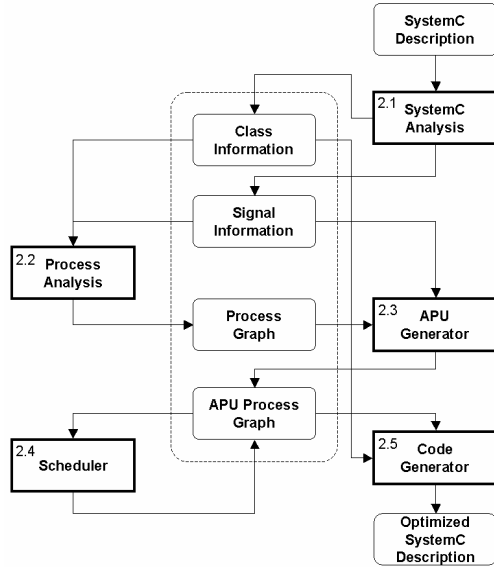 SystemC
Description
2.1
SystemC
Analysis
Class
Information
Signal
Information
2.2
Process
Analysis
Process
Graph
2.3
APU
Generator
APU Process
Graph
2.4
Scheduler
2.5
Code
Generator
Optimized
SystemC
Description